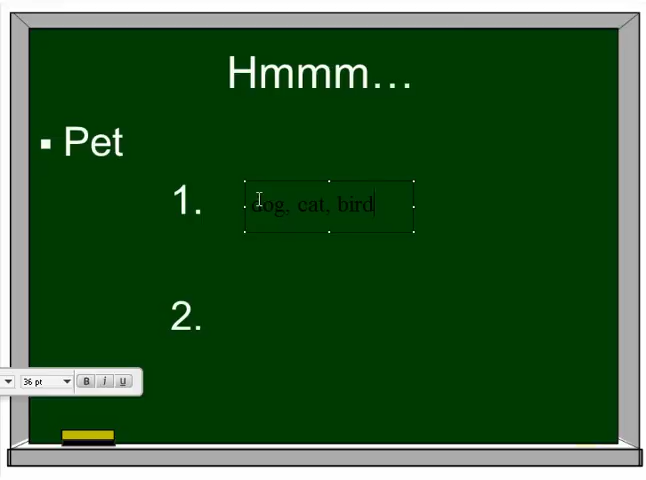 Hmmm…
▪ Pet
1. dog, cat, bird
2.
36 pt B i U